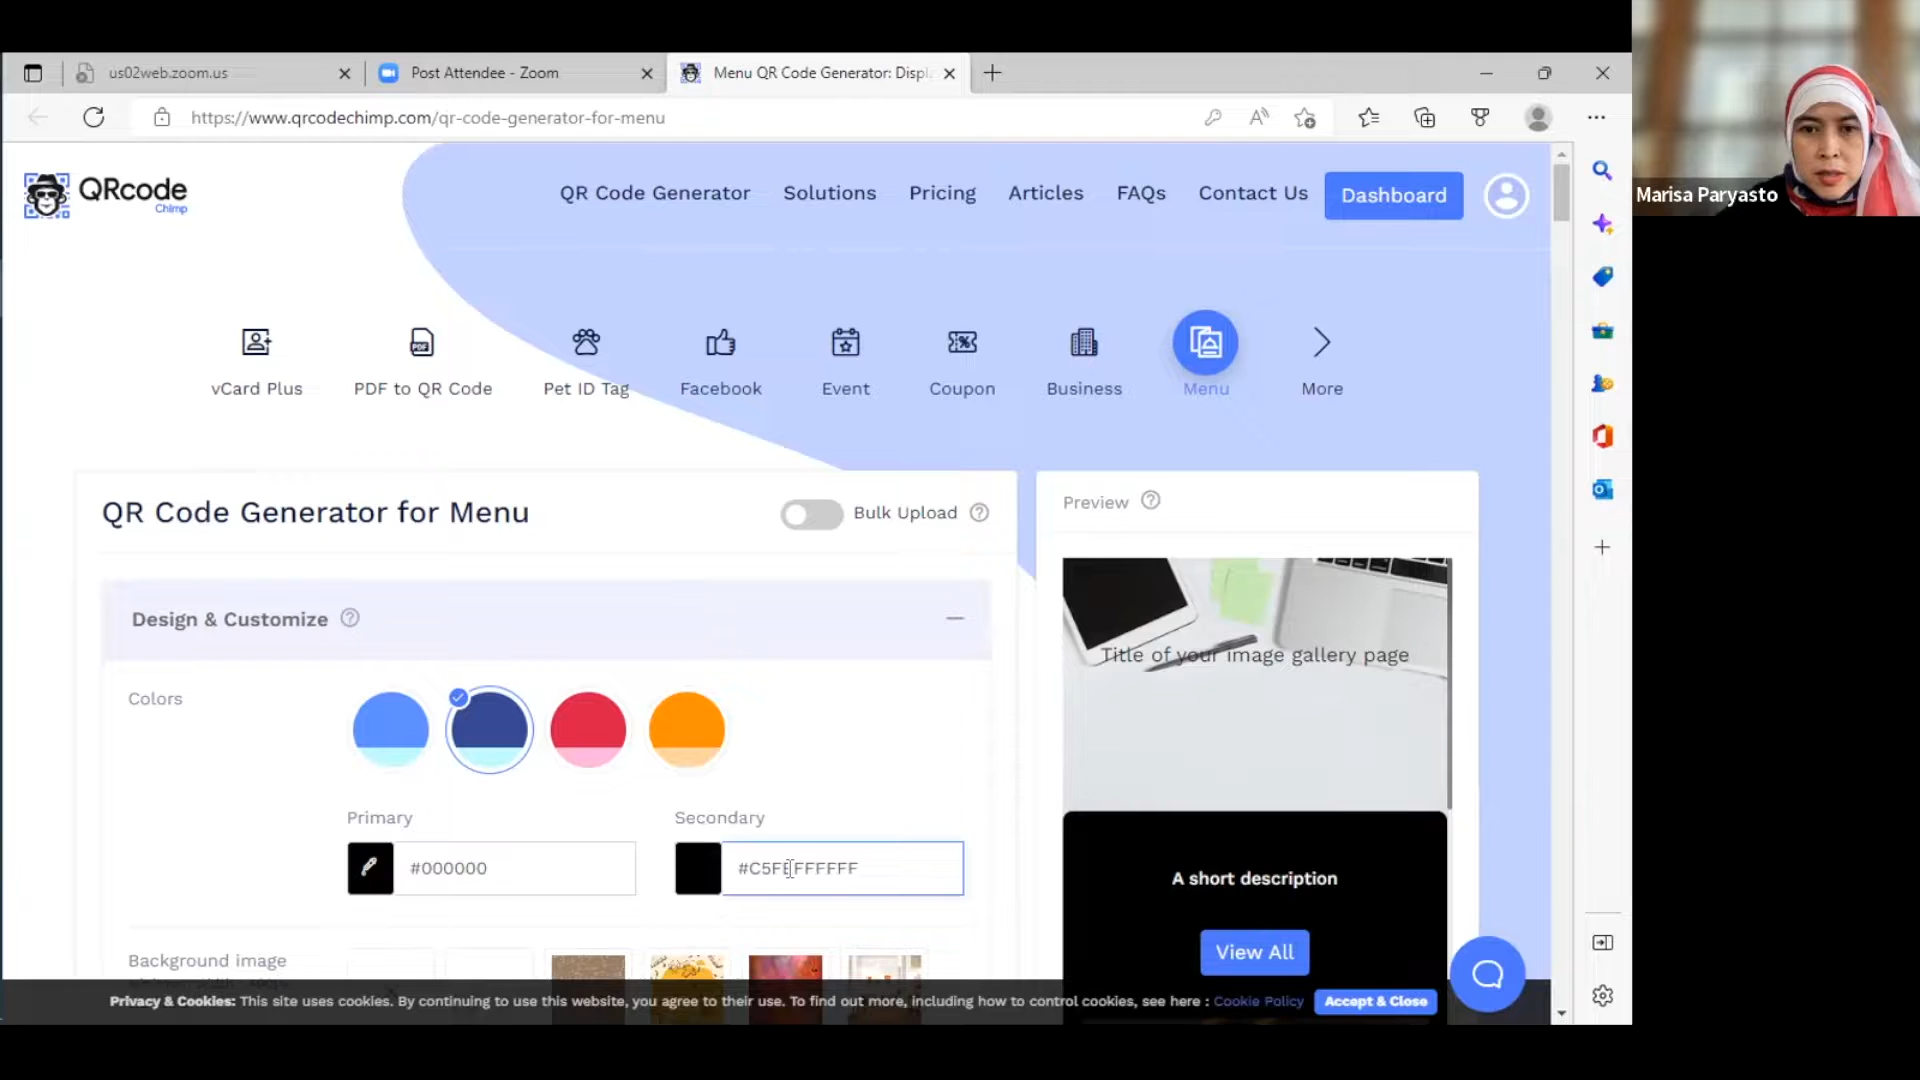 us02web.zoom.us
Post Attendee - Zoom
Menu QR Code Generator: Displ
https://www.qrcodechimp.com/qr-code-generator-for-menu
Marisa Paryasto
QRcode
Chimp
QR Code Generator
Solutions
Pricing
Articles
FAQs
Contact Us
Dashboard
vCard Plus
PDF to QR Code
Pet ID Tag
Facebook
Event
Coupon
Business
Menu
More
QR Code Generator for Menu
Bulk Upload
Preview
Design & Customize
Title of your image gallery page
Colors
Primary
Secondary
#000000
#C5FFFFFFFF
A short description
View All
Background image
Privacy & Cookies: This site uses cookies. By continuing to use this website, you agree to their use. To find out more, including how to control cookies, see here : Cookie Policy
Accept & Close